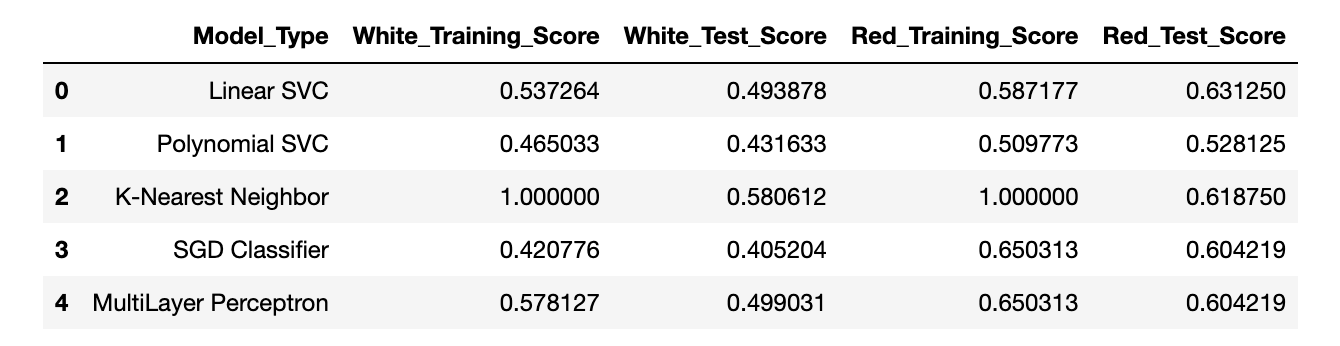 Model_Type White_Training_Score White_Test_Score Red_Training_Score Red_Test_Score
0 Linear SVC 0.537264 0.493878 0.587177 0.631250
1 Polynomial SVC 0.465033 0.431633 0.509773 0.528125
2 K-Nearest Neighbor 1.000000 0.580612 1.000000 0.618750
3 SGD Classifier 0.420776 0.405204 0.650313 0.604219
4 MultiLayer Perceptron 0.578127 0.499031 0.650313 0.604219